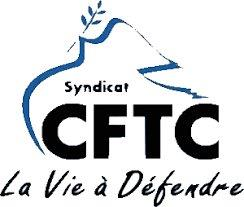 Syndicat
CFTC
La Vie à Défendre